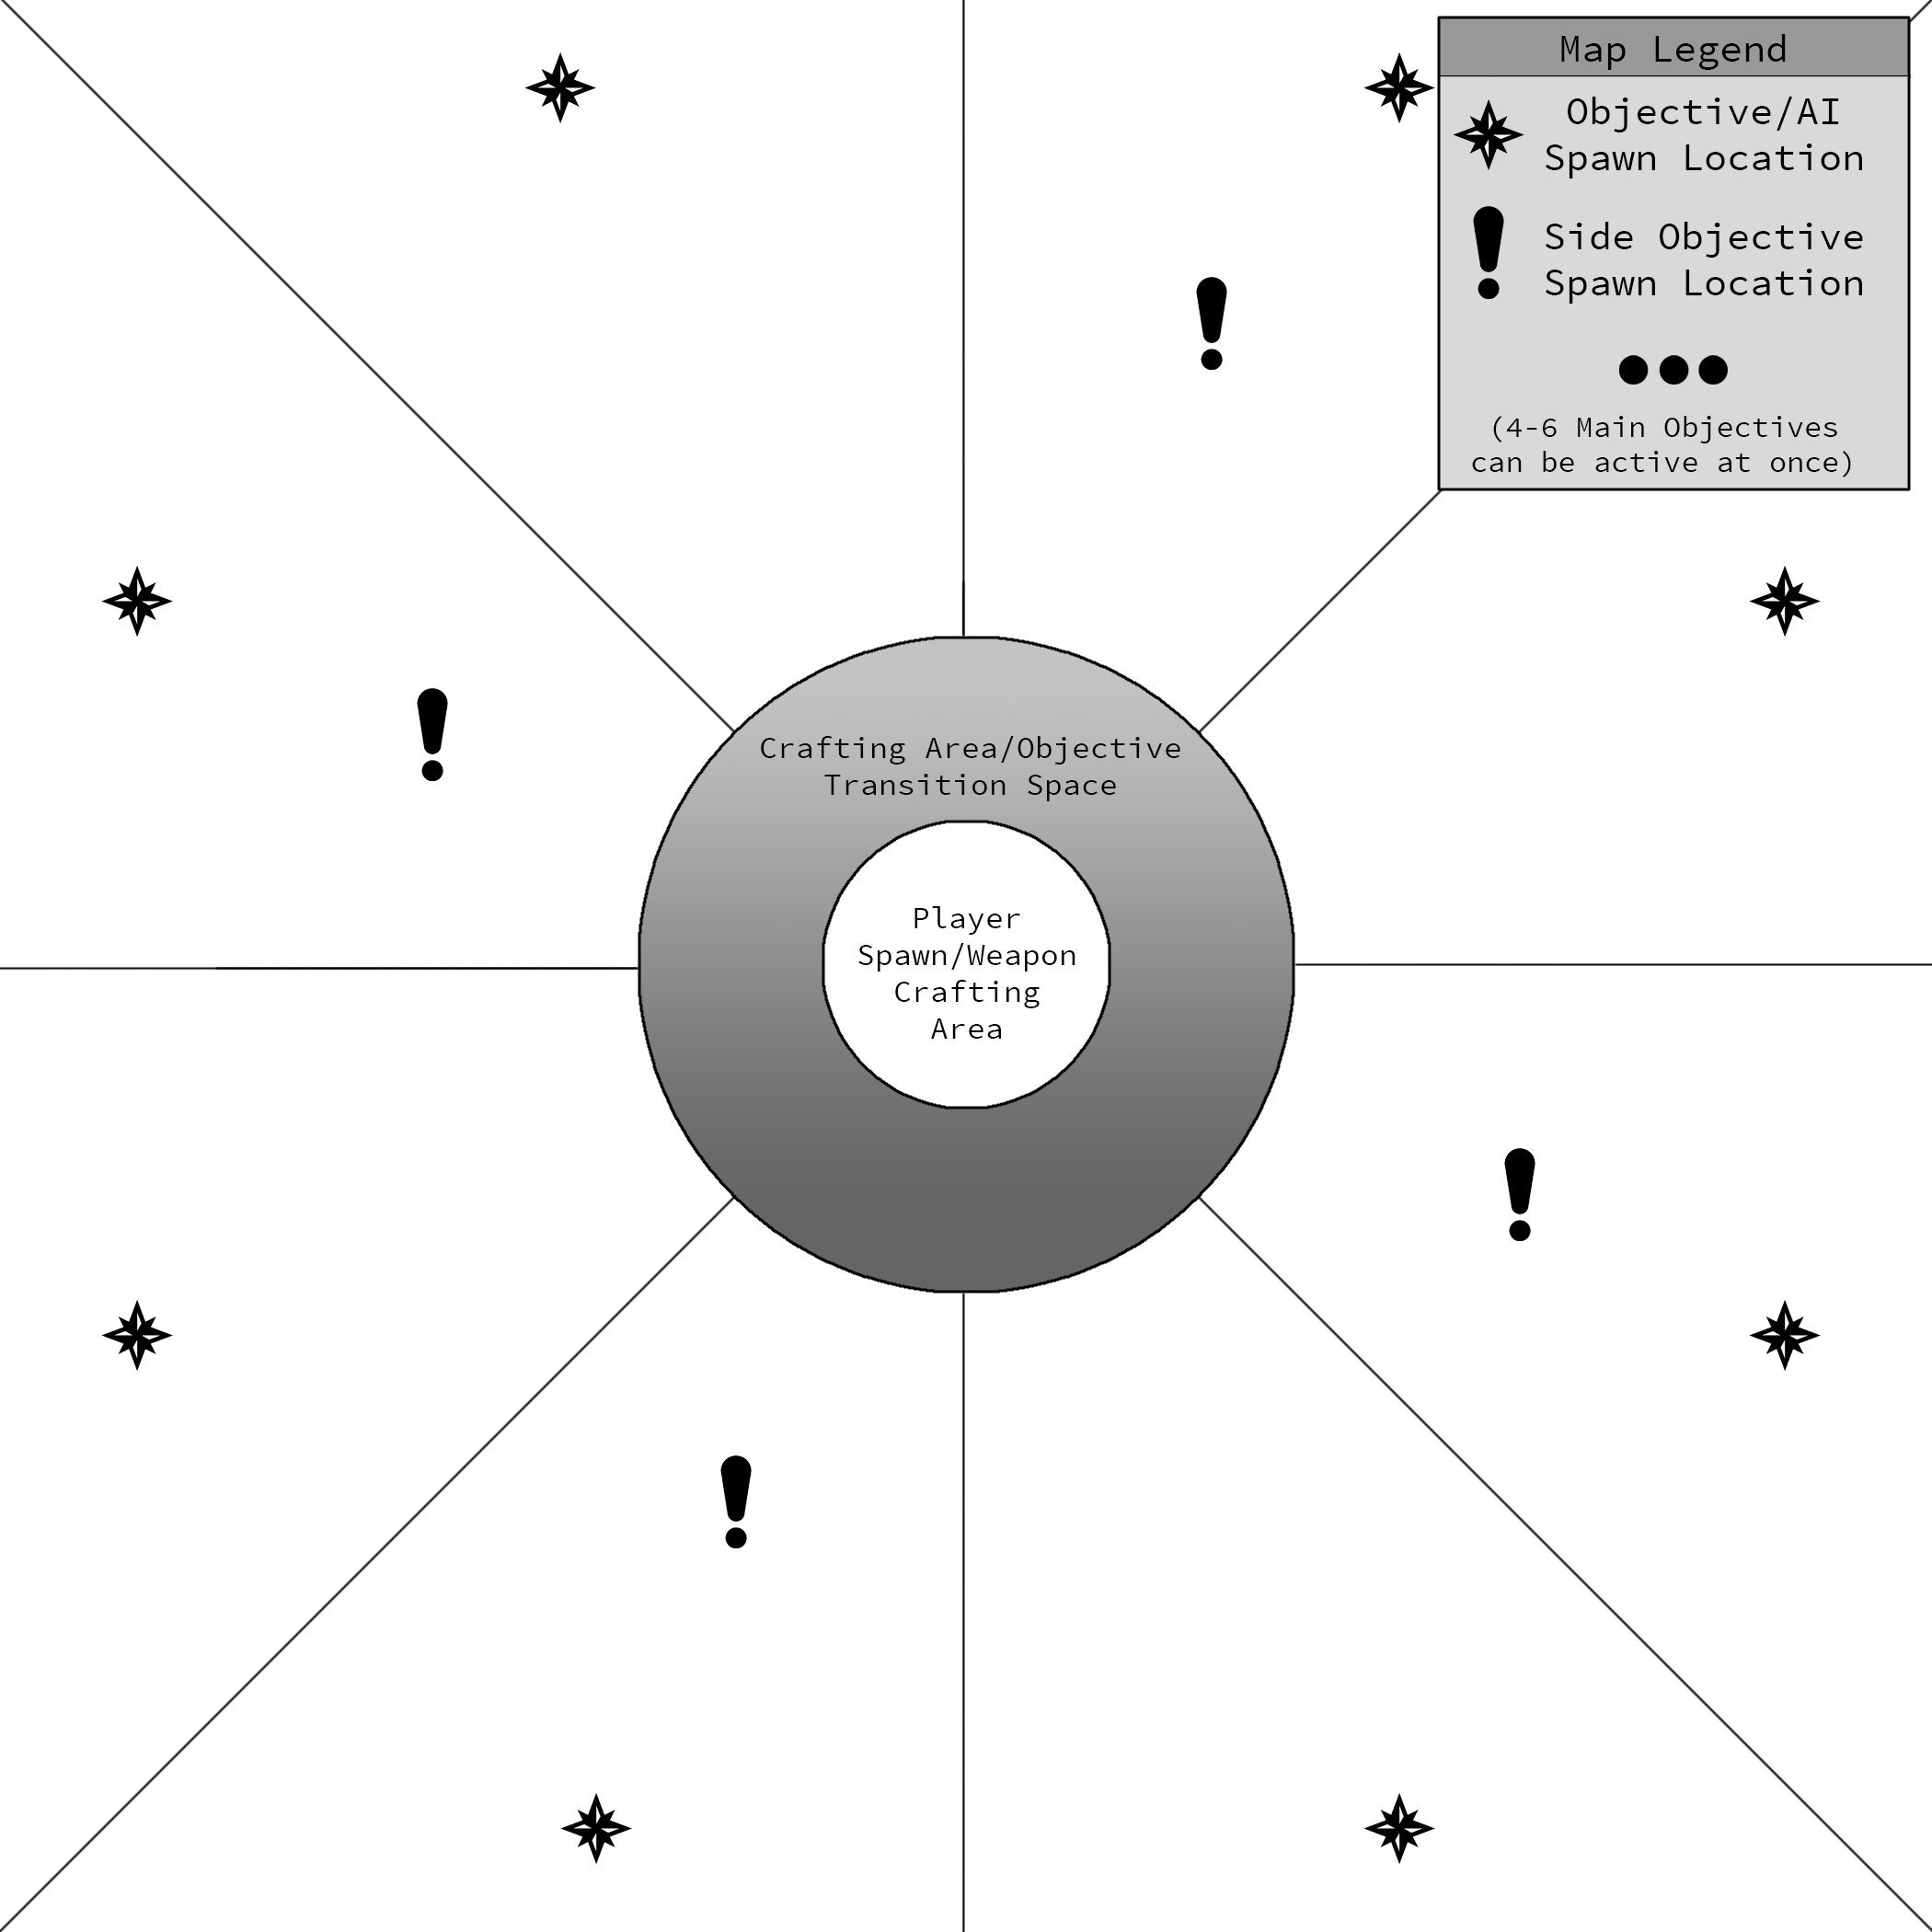 Map Legend
Objective/AI
Spawn Location
Side Objective
Spawn Location
(4-6 Main Objectives
can be active at once)
Crafting Area/Objective
Transition Space
Player
Spawn/Weapon
Crafting
Area